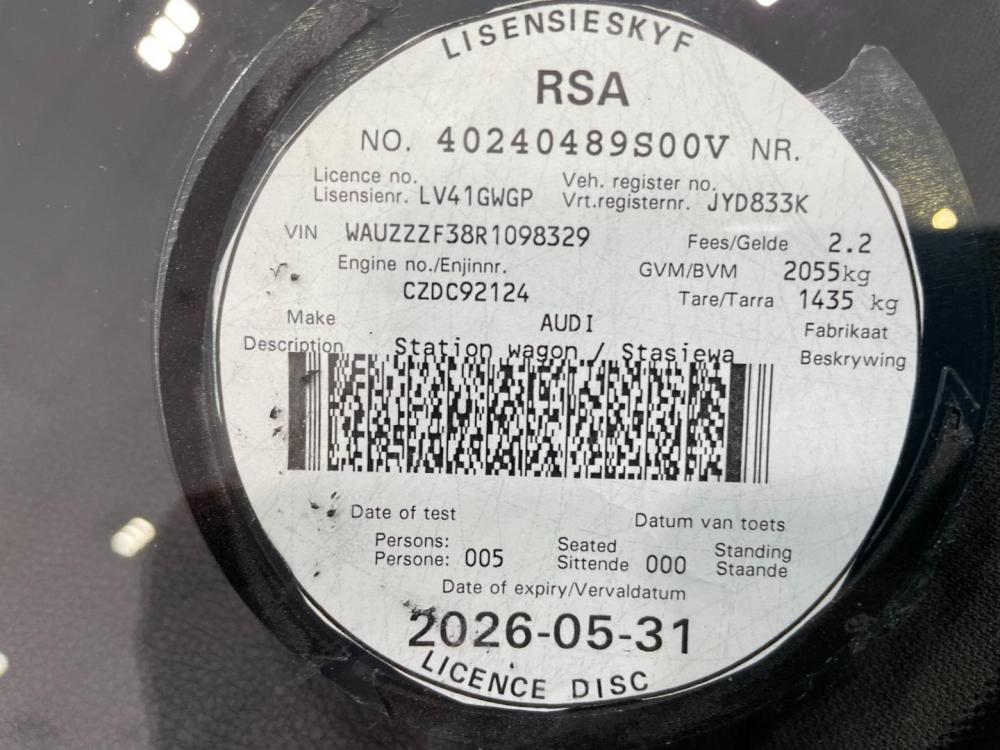 LISENSIESKYF
RSA
NO. 40240489S00V NR.
Licence no. Veh. register no.
Lisensienr. LV41GWGP Vrt.registernr. JYD833K
VIN WAUZZZF38R1098329 Fees/Gelde 2.2
Engine no./Enjinnr. GVM/BVM 2055kg
CZDC92124 Tare/Tarra 1435 kg
Make AUDI Fabrikaat
Description Station wagon / Stasiewa Beskrywing
Date of test Datum van toets
Persons: Seated Standing
Persone: 005 Sittende 000 Staande
Date of expiry/Vervaldatum
2026-05-31
LICENCE DISC